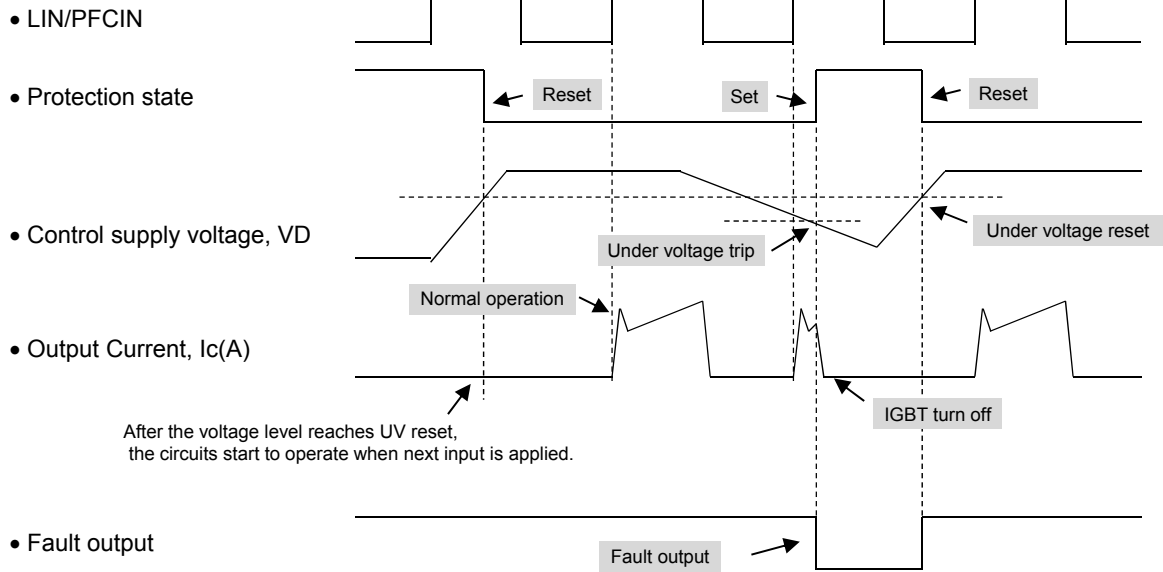 • LIN/PFCIN
• Protection state
Reset
Set
Reset
• Control supply voltage, VD
Under voltage trip
Under voltage reset
Normal operation
• Output Current, Ic(A)
IGBT turn off
After the voltage level reaches UV reset,
the circuits start to operate when next input is applied.
• Fault output
Fault output